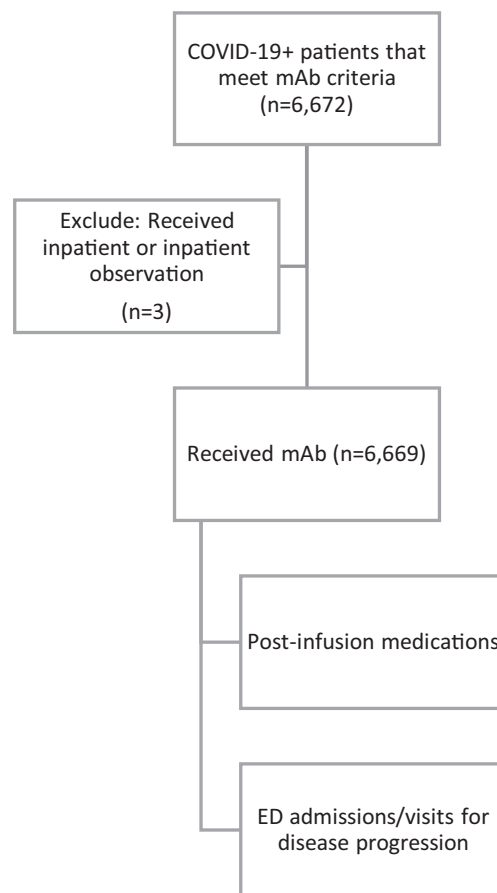 COVID-19+ patients that
meet mAb criteria
(n=6,672)
Exclude: Received
inpatient or inpatient
observation
(n=3)
Received mAb (n=6,669)
Post-infusion medications
ED admissions/visits for
disease progression